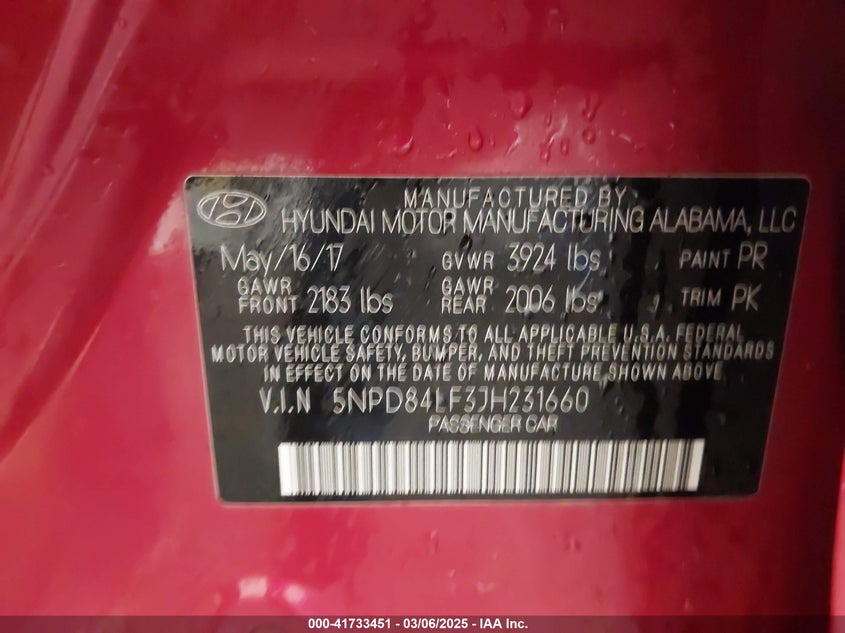 MANUFACTURED BY
HYUNDAI MOTOR MANUFACTURING ALABAMA, LLC
May/16/17 GVWR 3924 lbs PAINT PR
GAWR FRONT 2183 lbs GAWR REAR 2006 lbs TRIM PK
THIS VEHICLE CONFORMS TO ALL APPLICABLE U.S.A. FEDERAL
MOTOR VEHICLE SAFETY, BUMPER, AND THEFT PREVENTION STANDARDS
IN EFFECT ON THE DATE OF MANUFACTURE SHOWN ABOVE.
V.I.N 5NPD84LF3JH231660
PASSENGER CAR
000-41733451 - 03/06/2025 - IAA Inc.